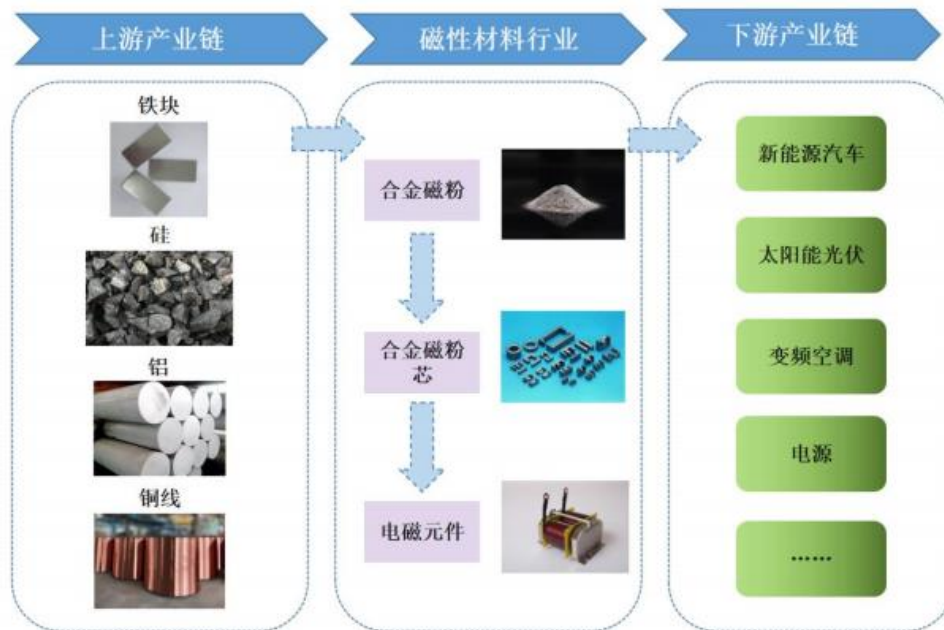 上游产业链
磁性材料行业
下游产业链
铁块
硅
铝
铜线
合金磁粉
合金磁粉
芯
电磁元件
新能源汽车
太阳能光伏
变频空调
电源
……